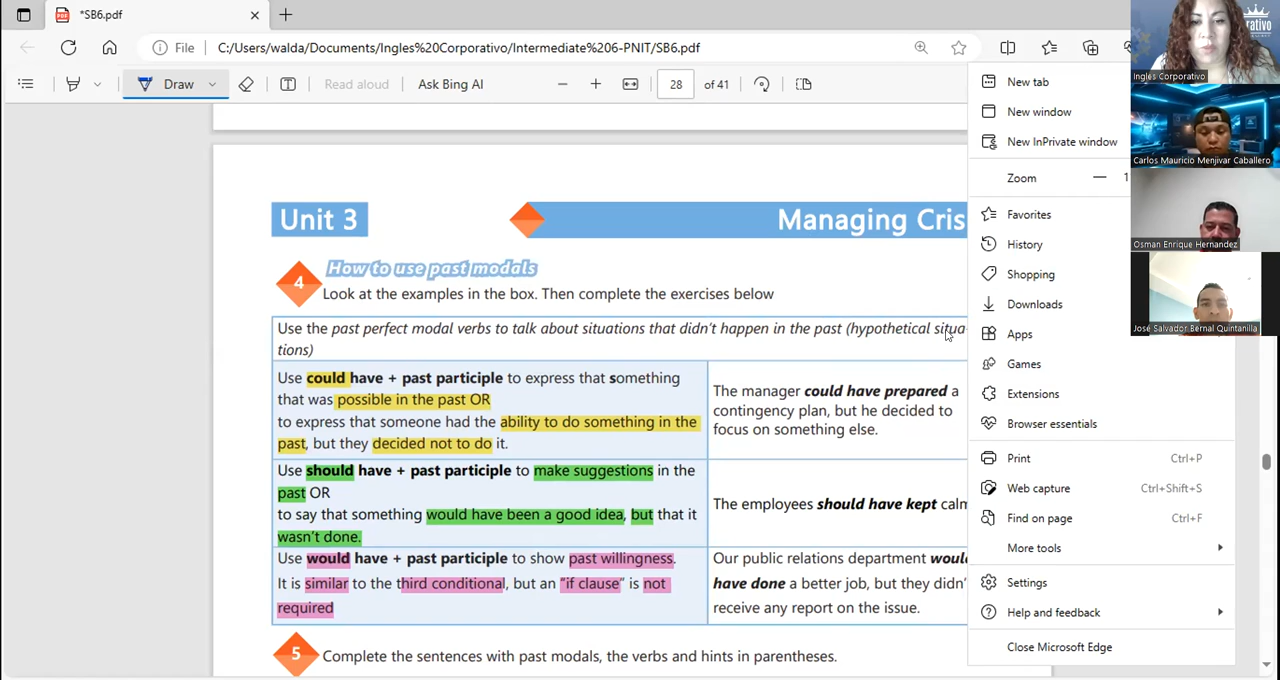 *SB6.pdf
File
C:/Users/walda/Documents/Ingles%20Corporativo/Intermediate%206-PNIT/SB6.pdf
Draw
Read aloud
Ask Bing AI
28
of 41
Unit 3
Managing Cris
4
How to use past modals
Look at the examples in the box. Then complete the exercises below
Use the past perfect modal verbs to talk about situations that didn't happen in the past (hypothetical situa-
tions)
Use could have + past participle to express that something
that was possible in the past OR
to express that someone had the ability to do something in the
past, but they decided not to do it.
The manager could have prepared a
contingency plan, but he decided to
focus on something else.
Use should have + past participle to make suggestions in the
past OR
to say that something would have been a good idea, but that it
wasn't done.
The employees should have kept calm
Use would have + past participle to show past willingness.
It is similar to the third conditional, but an "if clause" is not
required
Our public relations department woul
have done a better job, but they didn'
receive any report on the issue.
5
Complete the sentences with past modals, the verbs and hints in parentheses.
New tab
New window
New InPrivate window
Zoom
1
Favorites
History
Shopping
Downloads
Apps
Games
Extensions
Browser essentials
Print
Ctrl+P
Web capture
Ctrl+Shift+S
Find on page
Ctrl+F
More tools
Settings
Help and feedback
Close Microsoft Edge
rativo
Ingles Corporativo
Carlos Mauricio Menjivar Caballero
Osman Enrique Hernandez
José Salvador Bernal Quintanilla